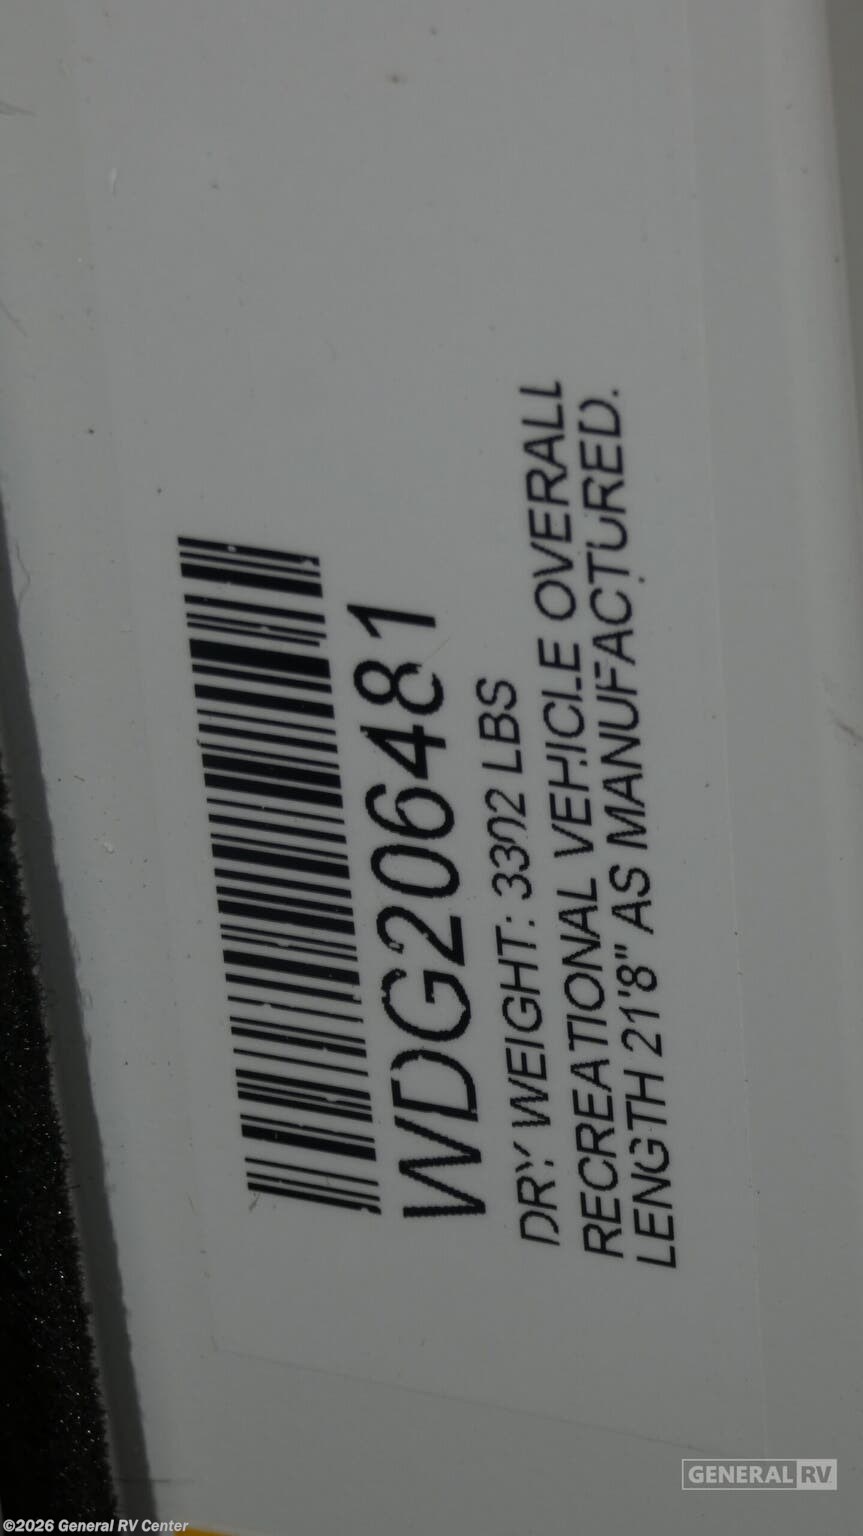 WDG206481
DRY WEIGHT: 3302 LBS
RECREATIONAL VEHICLE OVERALL
LENGTH 21'8" AS MANUFACTURED.
GENERAL RV
©2026 General RV Center